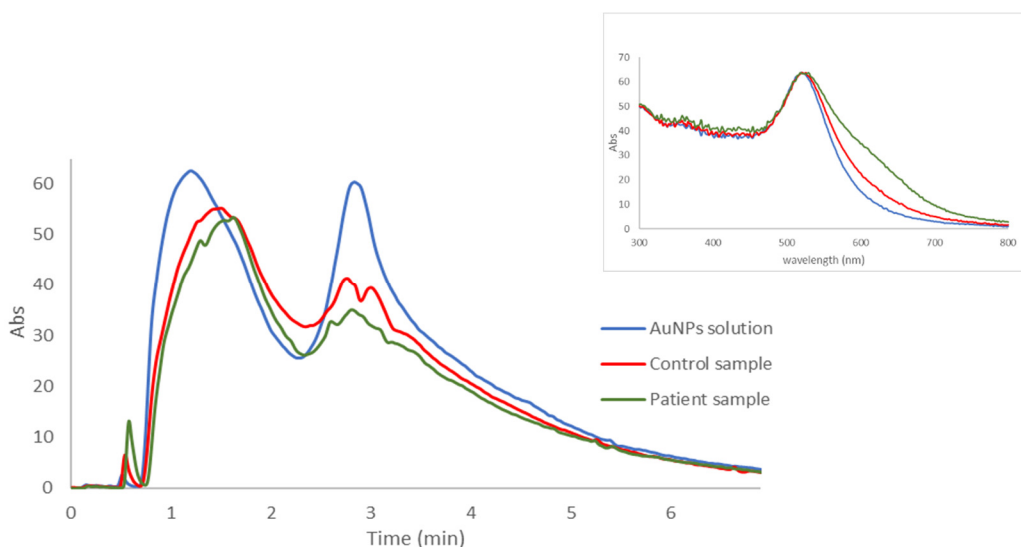 70
60
50
40
30
20
10
0
Abs
300 400 500 600 700 800
wavelength (nm)
60
50
40
30
20
10
0
Abs
0 1 2 3 4 5 6
Time (min)
AuNPs solution
Control sample
Patient sample